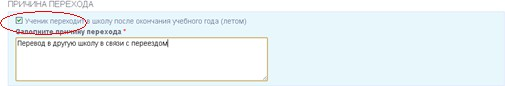 ПРИЧИНА ПЕРЕХОДА
Ученик переходит в школу после окончания учебного года (летом)
Заполните причину перехода *
Перевод в другую школу в связи с переездом